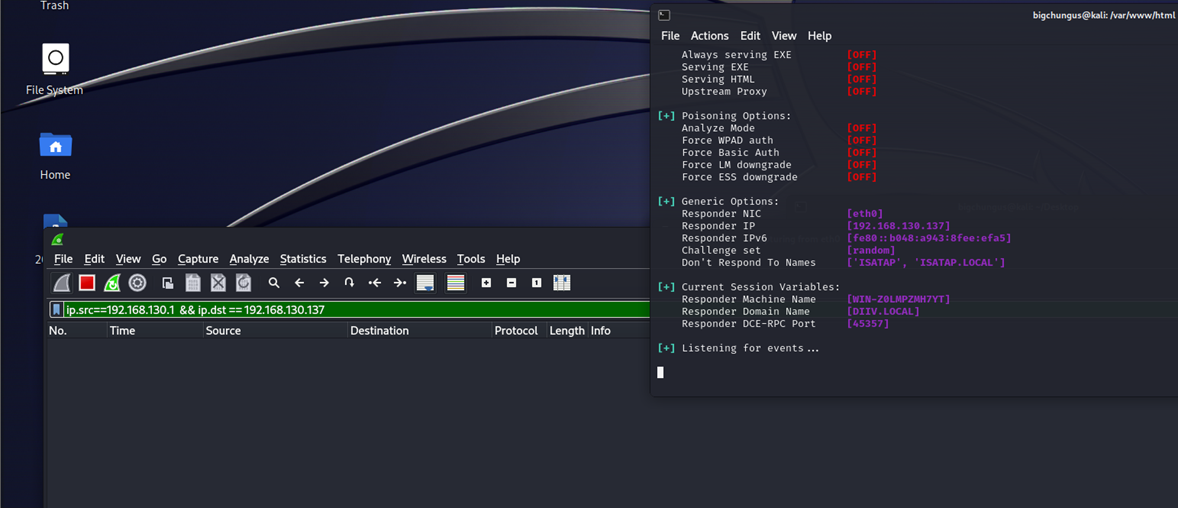 Trash
File System
Home
bigchungus@kali: /var/www/html
File Actions Edit View Help
Always serving EXE [OFF]
Serving EXE [OFF]
Serving HTML [OFF]
Upstream Proxy [OFF]
[+] Poisoning Options:
Analyze Mode [OFF]
Force WPAD auth [OFF]
Force Basic Auth [OFF]
Force LM downgrade [OFF]
Force ESS downgrade [OFF]
[+] Generic Options:
Responder NIC [eth0]
Responder IP [192.168.130.137]
Responder IPv6 [fe80::b048:a943:8fee:efa5]
Challenge set [random]
Don't Respond To Names ['ISATAP', 'ISATAP.LOCAL']
[+] Current Session Variables:
Responder Machine Name [WIN-Z0LMPZMH7YT]
Responder Domain Name [DIIV.LOCAL]
Responder DCE-RPC Port [45357]
[+] Listening for events...
File Edit View Go Capture Analyze Statistics Telephony Wireless Tools Help
ip.src==192.168.130.1 && ip.dst == 192.168.130.137
No. Time Source Destination Protocol Length Info